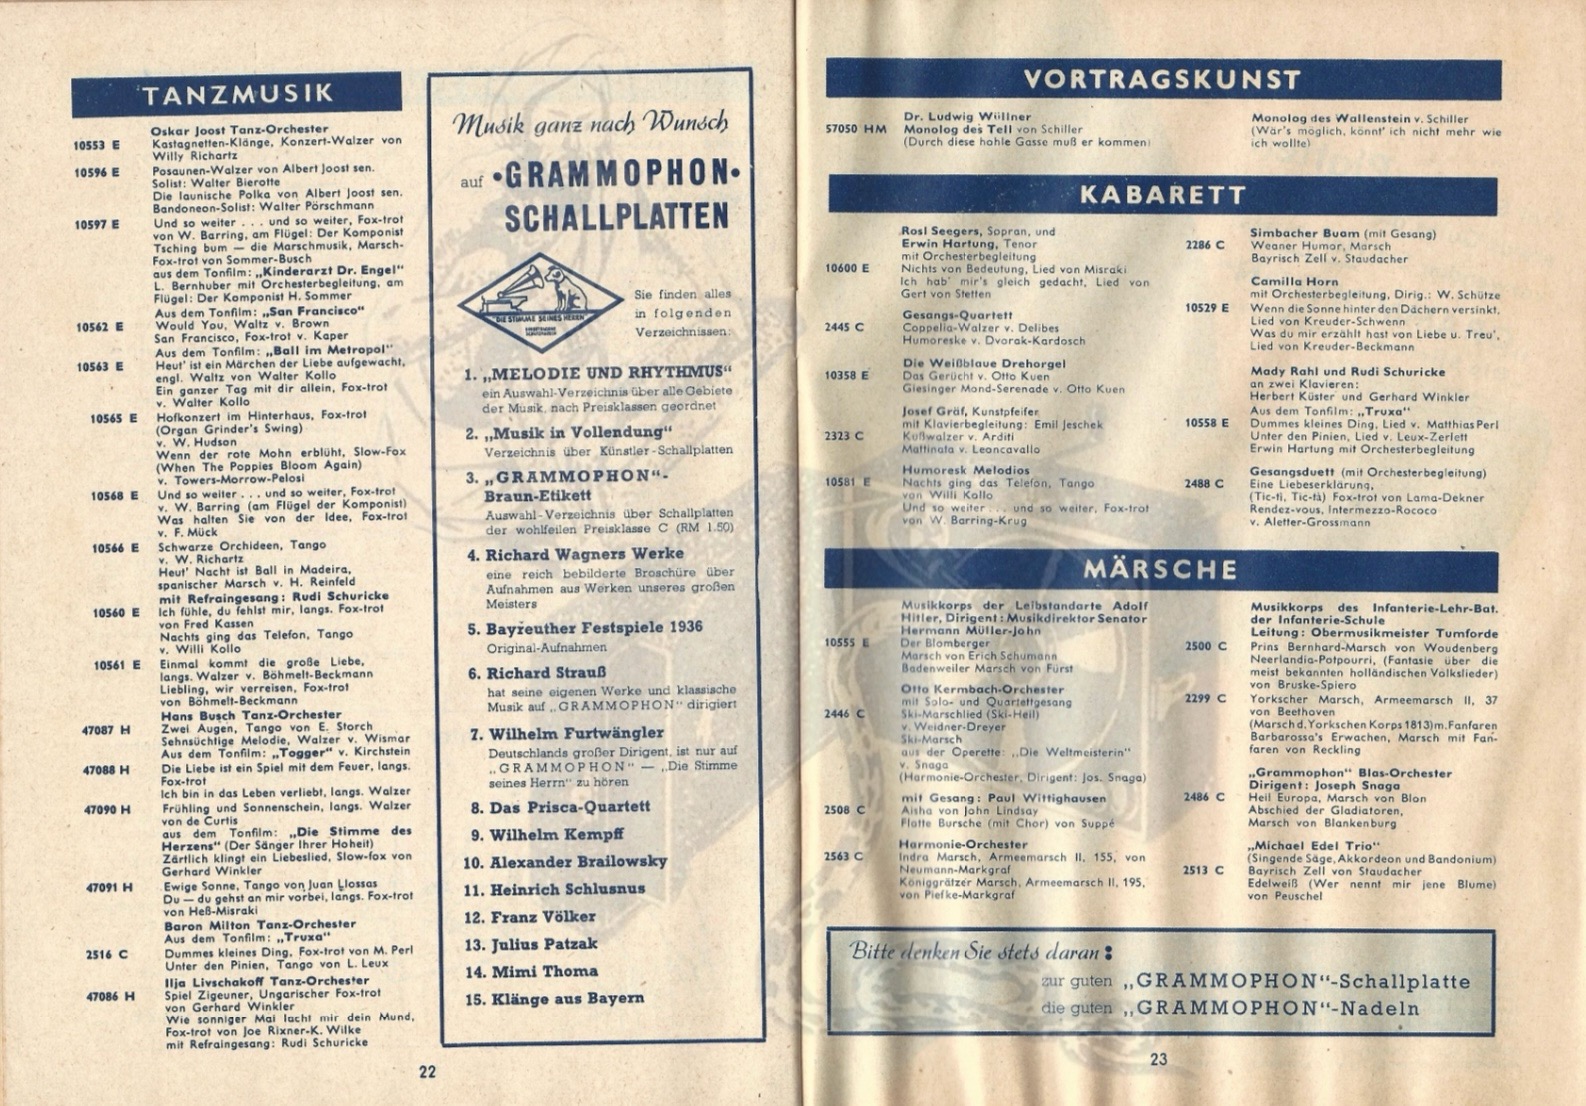 TANZMUSIK
Oskar Joost Tanz-Orchester
10553 E Kastagnetten-Klänge, Konzert-Walzer von
Willy Richartz
10596 E Posaunen-Walzer von Albert Joost sen.
Solist: Walter Bierotte
Die launische Polka von Albert Joost sen.
Bandoneon-Solist: Walter Pörschmann
10597 E Und so weiter . . . und so weiter, Fox-trot
von W. Barring, am Flügel: Der Komponist
Tsching bum — die Marschmusik, Marsch-
Fox-trot von Sommer-Busch
aus dem Tonfilm: „Kinderarzt Dr. Engel"
L. Bernhuber mit Orchesterbegleitung, am
Flügel: Der Komponist H. Sommer
Aus dem Tonfilm: „San Francisco"
10562 E Would You, Waltz v. Brown
San Francisco, Fox-trot v. Kaper
Aus dem Tonfilm: „Ball im Metropol"
10563 E Heut' ist ein Märchen der Liebe aufgewacht,
engl. Waltz von Walter Kollo
Ein ganzer Tag mit dir allein, Fox-trot
v. Walter Kollo
10565 E Hofkonzert im Hinterhaus, Fox-trot
(Organ Grinder's Swing)
v. W. Hudson
Wenn der rote Mohn erblüht, Slow-Fox
(When The Poppies Bloom Again)
v. Towers-Morrow-Pelosi
10568 E Und so weiter . . . und so weiter, Fox-trot
v. W. Barring (am Flügel der Komponist)
Was halten Sie von der Idee, Fox-trot
v. F. Mück
10566 E Schwarze Orchideen, Tango
v. W. Richartz
Heut' Nacht ist Ball in Madeira,
spanischer Marsch v. H. Reinfeld
mit Refraingesang: Rudi Schuricke
10560 E Ich fühle, du fehlst mir, langs. Fox-trot
von Fred Kassen
Nachts ging das Telefon, Tango
v. Willi Kollo
10561 E Einmal kommt die große Liebe,
langs. Walzer v. Böhmelt-Beckmann
Liebling, wir verreisen, Fox-trot
von Böhmelt-Beckmann
Hans Busch Tanz-Orchester
47087 H Zwei Augen, Tango von E. Storch
Sehnsüchtige Melodie, Walzer v. Wismar
Aus dem Tonfilm: „Togger" v. Kirchstein
47088 H Die Liebe ist ein Spiel mit dem Feuer, langs.
Fox-trot
Ich bin in das Leben verliebt, langs. Walzer
47090 H Frühling und Sonnenschein, langs. Walzer
von de Curtis
aus dem Tonfilm: „Die Stimme des
Herzens" (Der Sänger Ihrer Hoheit)
Zärtlich klingt ein Liebeslied, Slow-fox von
Gerhard Winkler
47091 H Ewige Sonne, Tango von Juan Llossas
Du — du gehst an mir vorbei, langs. Fox-trot
von Heß-Misraki
Baron Milton Tanz-Orchester
Aus dem Tonfilm: „Truxa"
2516 C Dummes kleines Ding, Fox-trot von M. Perl
Unter den Pinien, Tango von L. Leux
Ilja Livschakoff Tanz-Orchester
47086 H Spiel Zigeuner, Ungarischer Fox-trot
von Gerhard Winkler
Wie sonniger Mai lacht mir dein Mund,
Fox-trot von Joe Rixner-K. Wilke
mit Refraingesang: Rudi Schuricke
22
Musik ganz nach Wunsch
auf •GRAMMOPHON•
SCHALLPLATTEN
DIE STIMME SEINES HERRN
Sie finden alles
in folgenden
Verzeichnissen:
1. „MELODIE UND RHYTHMUS"
ein Auswahl-Verzeichnis über alle Gebiete
der Musik, nach Preisklassen geordnet
2. „Musik in Vollendung"
Verzeichnis über Künstler-Schallplatten
3. „GRAMMOPHON"-
Braun-Etikett
Auswahl-Verzeichnis über Schallplatten
der wohlfeilen Preisklasse C (RM 1.50)
4. Richard Wagners Werke
eine reich bebilderte Broschüre über
Aufnahmen aus Werken unseres großen
Meisters
5. Bayreuther Festspiele 1936
Original-Aufnahmen
6. Richard Strauß
hat seine eigenen Werke und klassische
Musik auf „GRAMMOPHON" dirigiert
7. Wilhelm Furtwängler
Deutschlands großer Dirigent, ist nur auf
„GRAMMOPHON" — „Die Stimme
seines Herrn" zu hören
8. Das Prisca-Quartett
9. Wilhelm Kempff
10. Alexander Brailowsky
11. Heinrich Schlusnus
12. Franz Völker
13. Julius Patzak
14. Mimi Thoma
15. Klänge aus Bayern
VORTRAGSKUNST
Dr. Ludwig Wüllner
57050 HM Monolog des Tell von Schiller
(Durch diese hohle Gasse muß er kommen)
Monolog des Wallenstein v. Schiller
(Wär's möglich, könnt' ich nicht mehr wie
ich wollte)
KABARETT
Rosl Seegers, Sopran, und
Erwin Hartung, Tenor
mit Orchesterbegleitung
10600 E Nichts von Bedeutung, Lied von Misraki
Ich hab' mir's gleich gedacht, Lied von
Gert von Stetten
Gesangs-Quartett
2445 C Coppelia-Walzer v. Delibes
Humoreske v. Dvorak-Kardosch
Die Weißblaue Drehorgel
10358 E Das Gerücht v. Otto Kuen
Giesinger Mond-Serenade v. Otto Kuen
Josef Gräf, Kunstpfeifer
mit Klavierbegleitung: Emil Jeschek
2323 C Kußwalzer v. Arditi
Mattinata v. Leoncavallo
Humoresk Melodios
10581 E Nachts ging das Telefon, Tango
von Willi Kollo
Und so weiter . . . und so weiter, Fox-trot
von W. Barring-Krug
Simbacher Buam (mit Gesang)
2286 C Weaner Humor, Marsch
Bayrisch Zell v. Staudacher
Camilla Horn
mit Orchesterbegleitung, Dirig.: W. Schütze
10529 E Wenn die Sonne hinter den Dächern versinkt,
Lied von Kreuder-Schwenn
Was du mir erzählt hast von Liebe u. Treu',
Lied von Kreuder-Beckmann
Mady Rahl und Rudi Schuricke
an zwei Klavieren:
Herbert Küster und Gerhard Winkler
Aus dem Tonfilm: „Truxa"
10558 E Dummes kleines Ding, Lied v. Matthias Perl
Unter den Pinien, Lied v. Leux-Zerlett
Erwin Hartung mit Orchesterbegleitung
Gesangsduett (mit Orchesterbegleitung)
2488 C Eine Liebeserklärung,
(Tic-ti, Tic-tà) Fox-trot von Lama-Dekner
Rendez-vous, Intermezzo-Rococo
v. Aletter-Grossmann
MÄRSCHE
Musikkorps der Leibstandarte Adolf
Hitler, Dirigent: Musikdirektor Senator
Hermann Müller-John
10555 E Der Blomberger
Marsch von Erich Schumann
Badenweiler Marsch von Fürst
Otto Kermbach-Orchester
mit Solo- und Quartettgesang
2446 C Ski-Marschlied (Ski-Heil)
v. Weidner-Dreyer
Ski-Marsch
aus der Operette: „Die Weltmeisterin"
v. Snaga
(Harmonie-Orchester, Dirigent: Jos. Snaga)
mit Gesang: Paul Wittighausen
2508 C Aisha von John Lindsay
Flotte Bursche (mit Chor) von Suppé
Harmonie-Orchester
2563 C Indra Marsch, Armeemarsch II, 155, von
Neumann-Markgraf
Königgrätzer Marsch, Armeemarsch II, 195,
von Piefke-Markgraf
Musikkorps des Infanterie-Lehr-Bat.
der Infanterie-Schule
Leitung: Obermusikmeister Tumforde
2500 C Prins Bernhard-Marsch von Woudenberg
Neerlandia-Potpourri, (Fantasie über die
meist bekannten holländischen Volkslieder)
von Bruske-Spiero
2299 C Yorkscher Marsch, Armeemarsch II, 37
von Beethoven
(Marsch d. Yorkschen Korps 1813) m. Fanfaren
Barbarossa's Erwachen, Marsch mit Fan-
faren von Reckling
„Grammophon" Blas-Orchester
Dirigent: Joseph Snaga
2486 C Heil Europa, Marsch von Blon
Abschied der Gladiatoren,
Marsch von Blankenburg
„Michael Edel Trio"
(Singende Säge, Akkordeon und Bandonium)
2513 C Bayrisch Zell von Staudacher
Edelweiß (Wer nennt mir jene Blume)
von Peuschel
Bitte denken Sie stets daran:
zur guten „GRAMMOPHON"-Schallplatte
die guten „GRAMMOPHON"-Nadeln
23